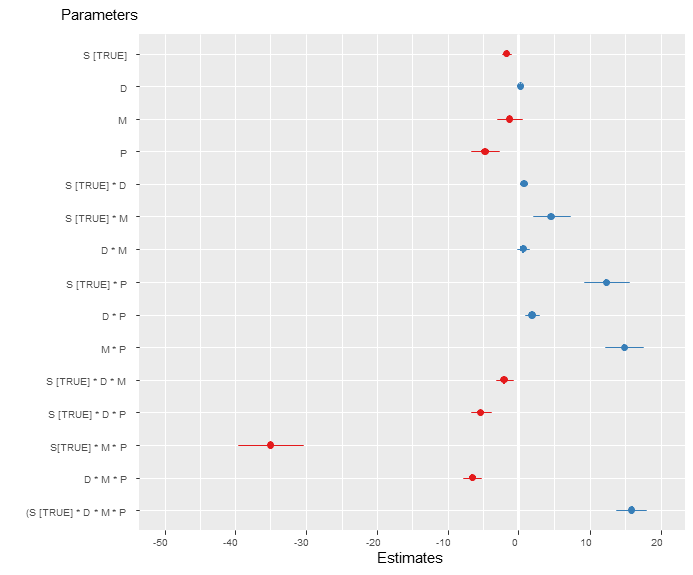 Parameters
S [TRUE]
D
M
P
S [TRUE] * D
S [TRUE] * M
D * M
S [TRUE] * P
D * P
M * P
S [TRUE] * D * M
S [TRUE] * D * P
S[TRUE] * M * P
D * M * P
(S [TRUE] * D * M * P
-50 -40 -30 -20 -10 0 10 20
Estimates